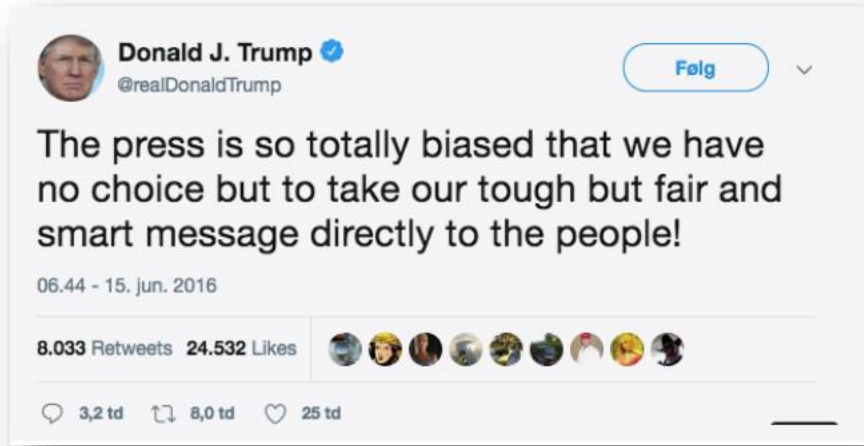 Donald J. Trump
@realDonaldTrump
Følg
The press is so totally biased that we have
no choice but to take our tough but fair and
smart message directly to the people!
06.44 - 15. jun. 2016
8.033 Retweets 24.532 Likes
3,2 td 8,0 td 25 td